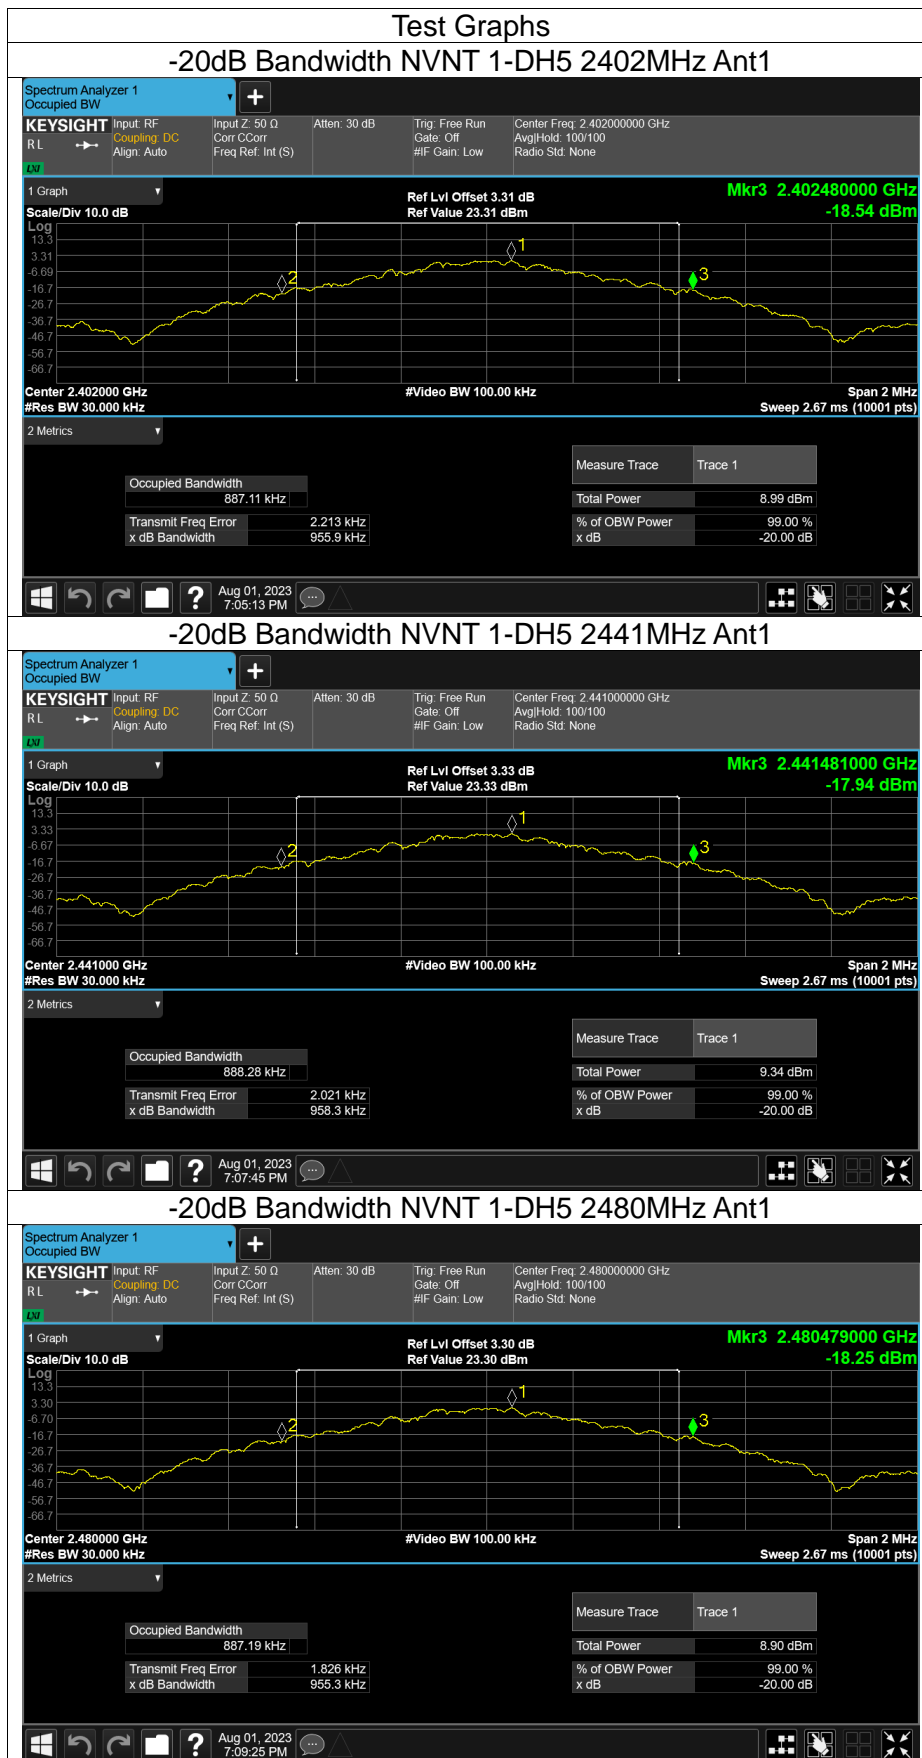 Test Graphs
-20dB Bandwidth NVNT 1-DH5 2402MHz Ant1
Spectrum Analyzer 1
Occupied BW
KEYSIGHT Input: RF Input Z: 50 Ω Atten: 30 dB Trig: Free Run Center Freq: 2.402000000 GHz
RL Coupling: DC Corr CCorr Gate: Off Avg|Hold: 100/100
Align: Auto Freq Ref: Int (S) #IF Gain: Low Radio Std: None
LXI
1 Graph Ref Lvl Offset 3.31 dB Mkr3 2.402480000 GHz
Scale/Div 10.0 dB Ref Value 23.31 dBm -18.54 dBm
Log
13.3
3.31
-6.69
-16.7
-26.7
-36.7
-46.7
-56.7
-66.7
1
2
3
Center 2.402000 GHz #Video BW 100.00 kHz Span 2 MHz
#Res BW 30.000 kHz Sweep 2.67 ms (10001 pts)
2 Metrics
Measure Trace Trace 1
Occupied Bandwidth
887.11 kHz Total Power 8.99 dBm
Transmit Freq Error 2.213 kHz % of OBW Power 99.00 %
x dB Bandwidth 955.9 kHz x dB -20.00 dB
? Aug 01, 2023
7:05:13 PM
-20dB Bandwidth NVNT 1-DH5 2441MHz Ant1
Spectrum Analyzer 1
Occupied BW
KEYSIGHT Input: RF Input Z: 50 Ω Atten: 30 dB Trig: Free Run Center Freq: 2.441000000 GHz
RL Coupling: DC Corr CCorr Gate: Off Avg|Hold: 100/100
Align: Auto Freq Ref: Int (S) #IF Gain: Low Radio Std: None
LXI
1 Graph Ref Lvl Offset 3.33 dB Mkr3 2.441481000 GHz
Scale/Div 10.0 dB Ref Value 23.33 dBm -17.94 dBm
Log
13.3
3.33
-6.67
-16.7
-26.7
-36.7
-46.7
-56.7
-66.7
1
2
3
Center 2.441000 GHz #Video BW 100.00 kHz Span 2 MHz
#Res BW 30.000 kHz Sweep 2.67 ms (10001 pts)
2 Metrics
Measure Trace Trace 1
Occupied Bandwidth
888.28 kHz Total Power 9.34 dBm
Transmit Freq Error 2.021 kHz % of OBW Power 99.00 %
x dB Bandwidth 958.3 kHz x dB -20.00 dB
? Aug 01, 2023
7:07:45 PM
-20dB Bandwidth NVNT 1-DH5 2480MHz Ant1
Spectrum Analyzer 1
Occupied BW
KEYSIGHT Input: RF Input Z: 50 Ω Atten: 30 dB Trig: Free Run Center Freq: 2.480000000 GHz
RL Coupling: DC Corr CCorr Gate: Off Avg|Hold: 100/100
Align: Auto Freq Ref: Int (S) #IF Gain: Low Radio Std: None
LXI
1 Graph Ref Lvl Offset 3.30 dB Mkr3 2.480479000 GHz
Scale/Div 10.0 dB Ref Value 23.30 dBm -18.25 dBm
Log
13.3
3.30
-6.70
-16.7
-26.7
-36.7
-46.7
-56.7
-66.7
1
2
3
Center 2.480000 GHz #Video BW 100.00 kHz Span 2 MHz
#Res BW 30.000 kHz Sweep 2.67 ms (10001 pts)
2 Metrics
Measure Trace Trace 1
Occupied Bandwidth
887.19 kHz Total Power 8.90 dBm
Transmit Freq Error 1.826 kHz % of OBW Power 99.00 %
x dB Bandwidth 955.3 kHz x dB -20.00 dB
? Aug 01, 2023
7:09:25 PM